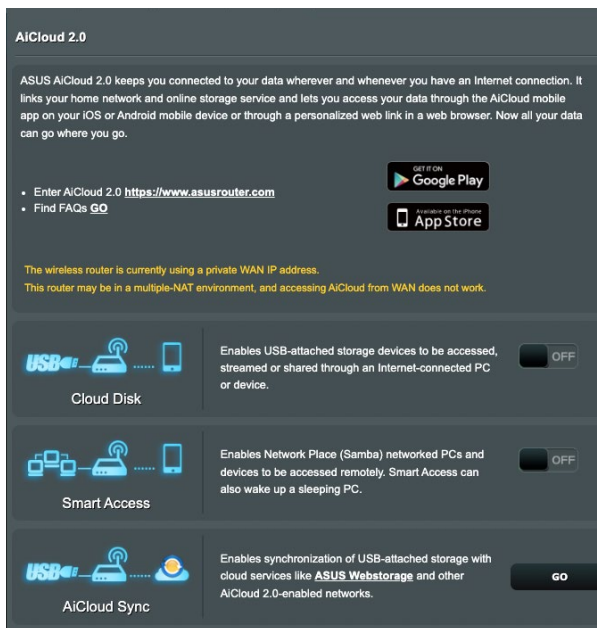 AiCloud 2.0
ASUS AiCloud 2.0 keeps you connected to your data wherever and whenever you have an Internet connection. It
links your home network and online storage service and lets you access your data through the AiCloud mobile
app on your iOS or Android mobile device or through a personalized web link in a web browser. Now all your data
can go where you go.
GET IT ON
Google Play
• Enter AiCloud 2.0 https://www.asusrouter.com
• Find FAQs GO
Available on the iPhone
App Store
The wireless router is currently using a private WAN IP address.
This router may be in a multiple-NAT environment, and accessing AiCloud from WAN does not work.
USB
Cloud Disk
Enables USB-attached storage devices to be accessed,
streamed or shared through an Internet-connected PC
or device.
OFF
Smart Access
Enables Network Place (Samba) networked PCs and
devices to be accessed remotely. Smart Access can
also wake up a sleeping PC.
OFF
USB
AiCloud Sync
Enables synchronization of USB-attached storage with
cloud services like ASUS Webstorage and other
AiCloud 2.0-enabled networks.
GO